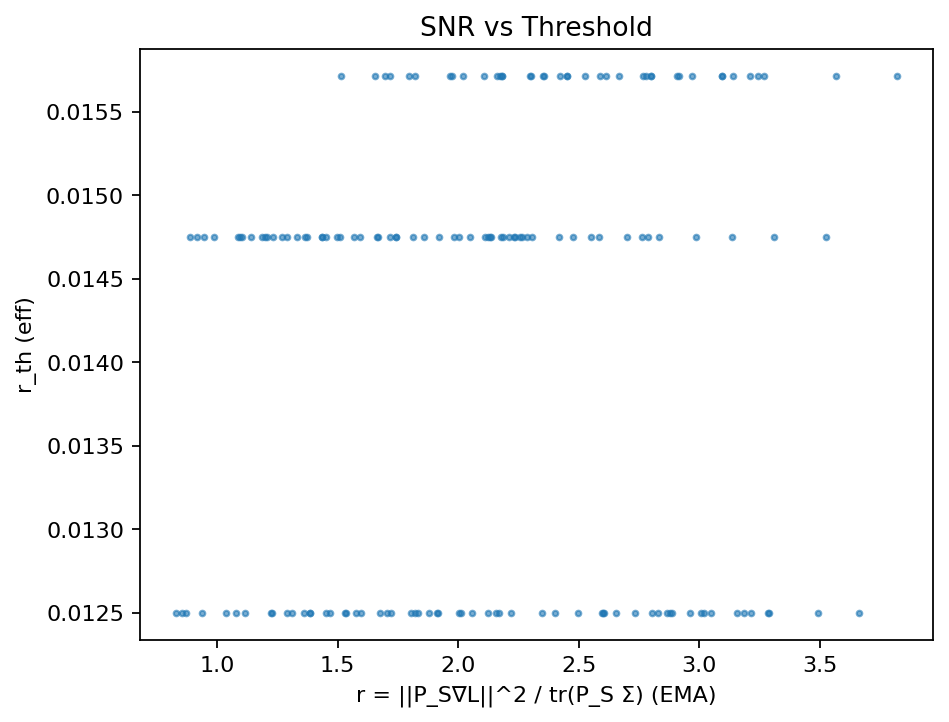 SNR vs Threshold
0.0155
0.0150
0.0145
0.0140
0.0135
0.0130
0.0125
r_th (eff)
1.0 1.5 2.0 2.5 3.0 3.5
r = ||P_S∇L||^2 / tr(P_S Σ) (EMA)